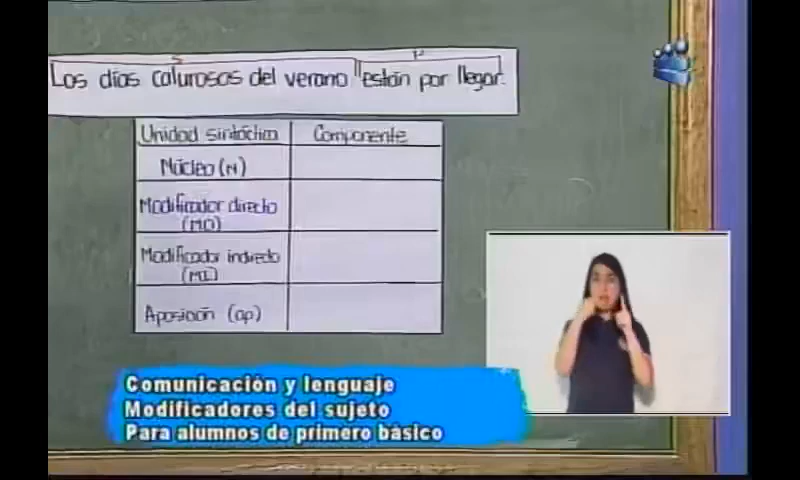 S P
Los días calurosos del verano || están por llegar.
Unidad sintáctica Componente
Núcleo (N)
Modificador directo
(MD)
Modificador indirecto
(MI)
Aposición (ap)
Comunicación y lenguaje
Modificadores del sujeto
Para alumnos de primero básico